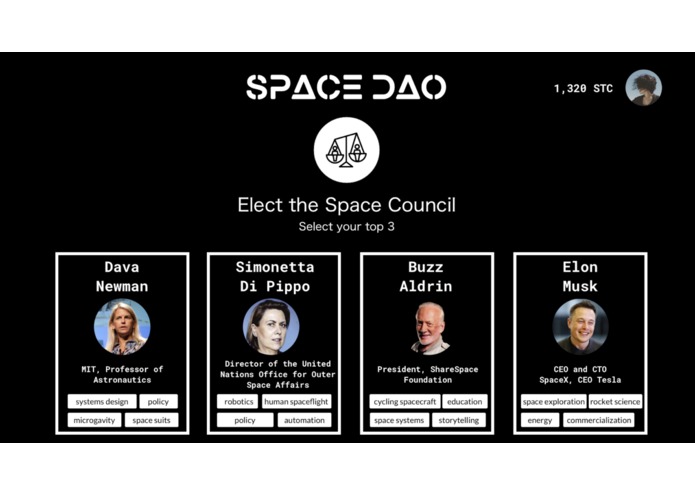 SPACE DAO
1,320 STC
Elect the Space Council
Select your top 3
Dava
Newman
MIT, Professor of
Astronautics
systems design
policy
microgavity
space suits
Simonetta
Di Pippo
Director of the United
Nations Office for Outer
Space Affairs
robotics
human spaceflight
policy
automation
Buzz
Aldrin
President, ShareSpace
Foundation
cycling spacecraft
education
space systems
storytelling
Elon
Musk
CEO and CTO
SpaceX, CEO Tesla
space exploration
rocket science
energy
commercialization